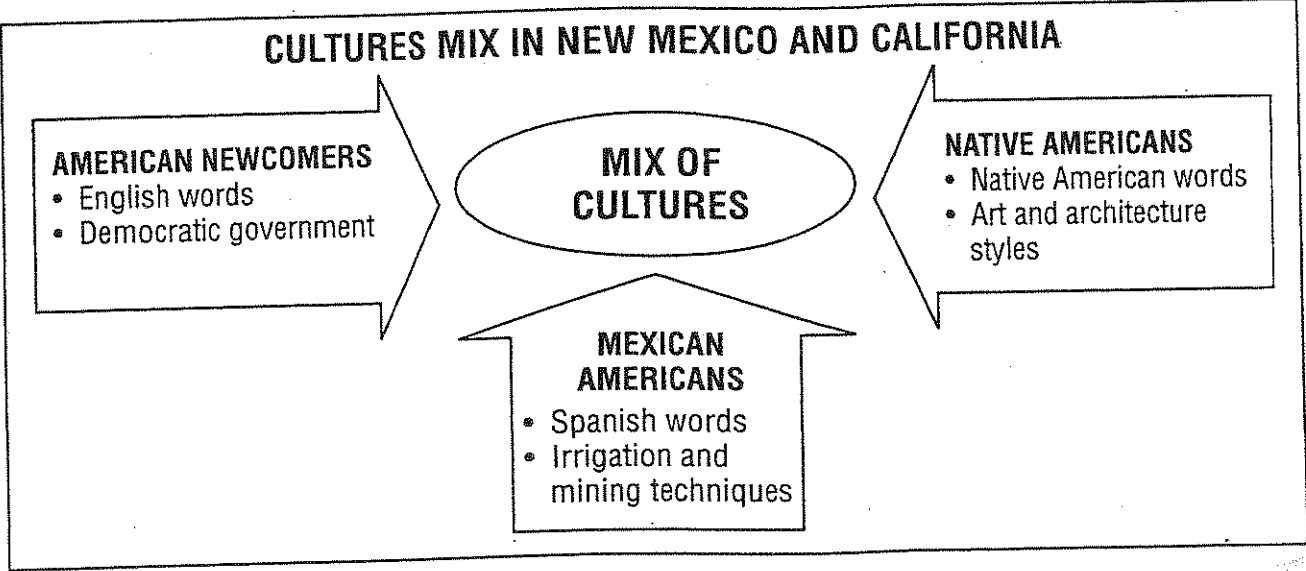 CULTURES MIX IN NEW MEXICO AND CALIFORNIA
AMERICAN NEWCOMERS
• English words
• Democratic government
MIX OF
CULTURES
NATIVE AMERICANS
• Native American words
• Art and architecture
styles
MEXICAN
AMERICANS
• Spanish words
• Irrigation and
mining techniques